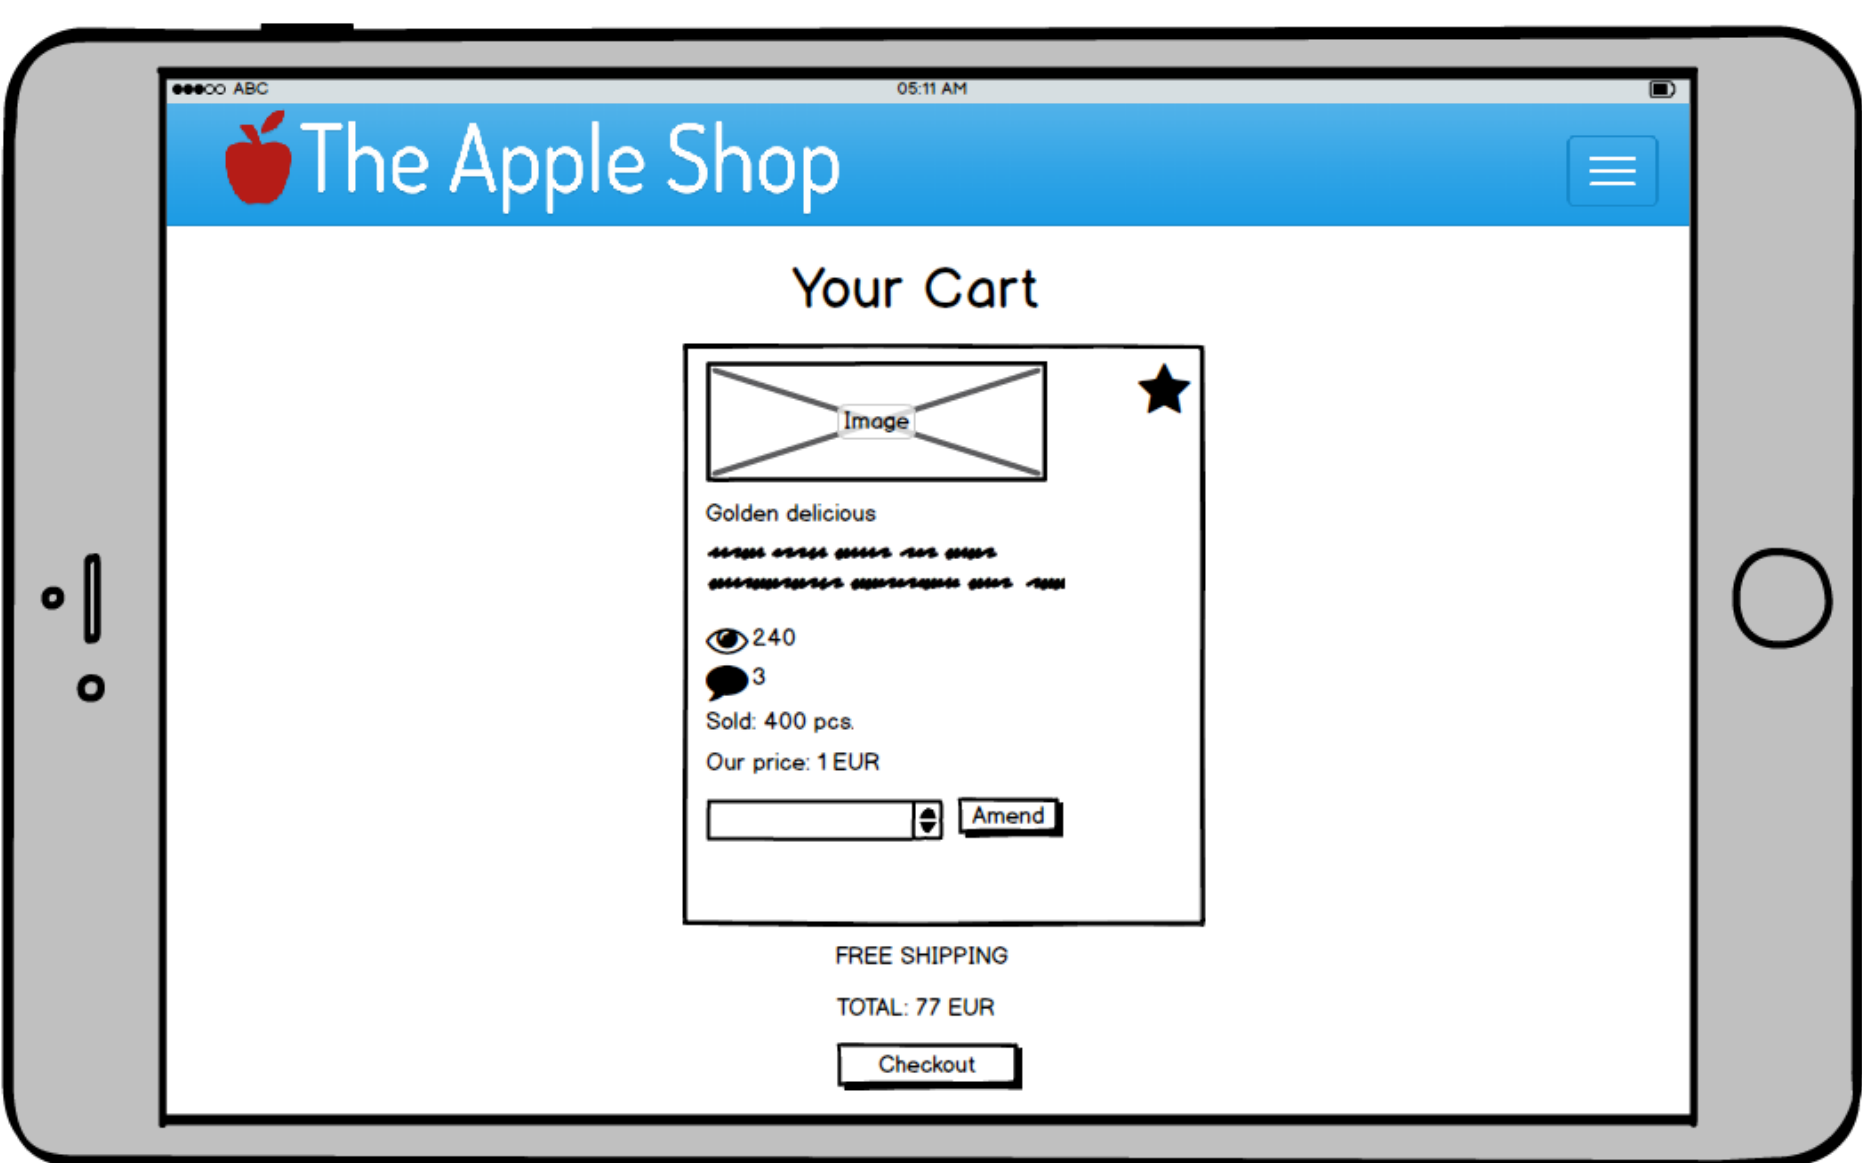 ABC
05:11 AM
The Apple Shop
Your Cart
Image
Golden delicious
240
3
Sold: 400 pcs.
Our price: 1 EUR
Amend
FREE SHIPPING
TOTAL: 77 EUR
Checkout